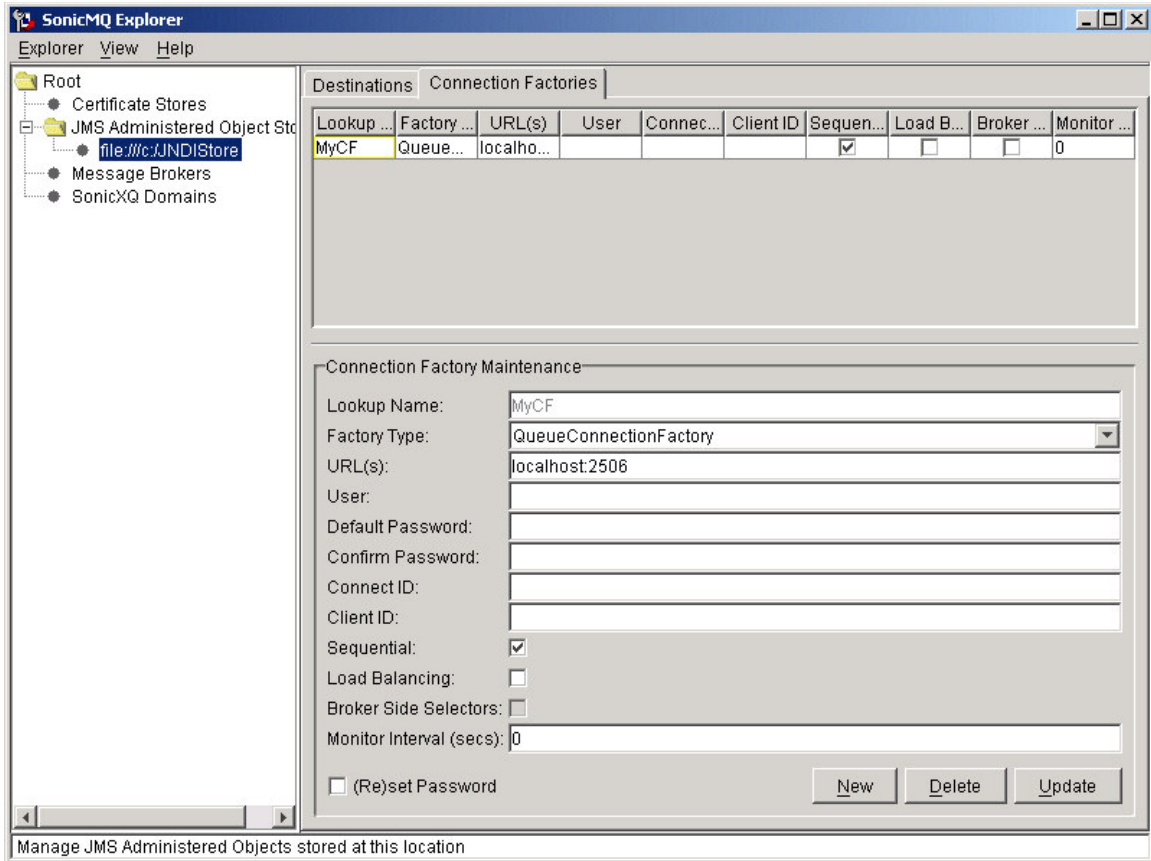 SonicMQ Explorer
Explorer View Help
Root
Certificate Stores
JMS Administered Object Sto
file:///c:/JNDIStore
Message Brokers
SonicXQ Domains
Destinations Connection Factories
Lookup ... Factory ... URL(s) User Connec... Client ID Sequen... Load B... Broker ... Monitor ...
MyCF Queue... localho... 0
Connection Factory Maintenance
Lookup Name: MyCF
Factory Type: QueueConnectionFactory
URL(s): localhost:2506
User:
Default Password:
Confirm Password:
Connect ID:
Client ID:
Sequential:
Load Balancing:
Broker Side Selectors:
Monitor Interval (secs): 0
(Re)set Password New Delete Update
Manage JMS Administered Objects stored at this location